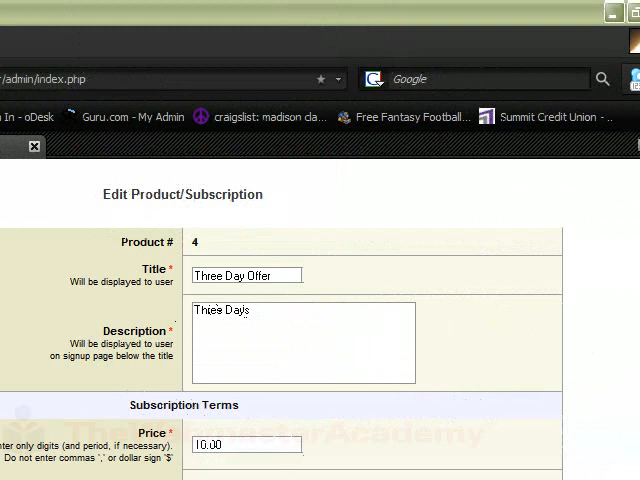 /admin/index.php
Google
In - oDesk
Guru.com - My Admin
craigslist: madison cla...
Free Fantasy Football...
Summit Credit Union - ..
Edit Product/Subscription
Product #
4
Title *
Will be displayed to user
Three Day Offer
Description *
Will be displayed to user
on signup page below the title
Three Days
Subscription Terms
TheWebmasterAcademy
Price *
nter only digits (and period, if necessary).
Do not enter commas ',' or dollar sign '$'
10.00